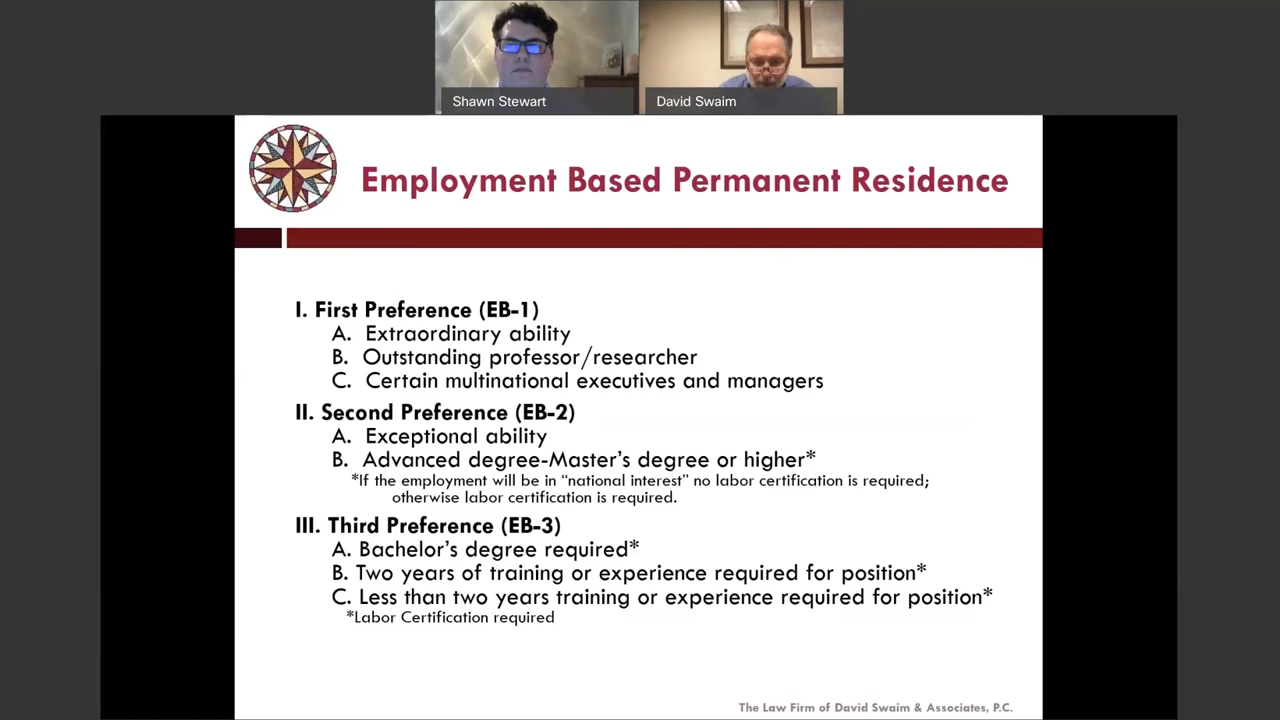 Shawn Stewart
David Swaim
Employment Based Permanent Residence
I. First Preference (EB-1)
A. Extraordinary ability
B. Outstanding professor/researcher
C. Certain multinational executives and managers
II. Second Preference (EB-2)
A. Exceptional ability
B. Advanced degree-Master's degree or higher*
*If the employment will be in “national interest” no labor certification is required;
otherwise labor certification is required.
III. Third Preference (EB-3)
A. Bachelor's degree required*
B. Two years of training or experience required for position*
C. Less than two years training or experience required for position*
*Labor Certification required
The Law Firm of David Swaim & Associates, P.C.